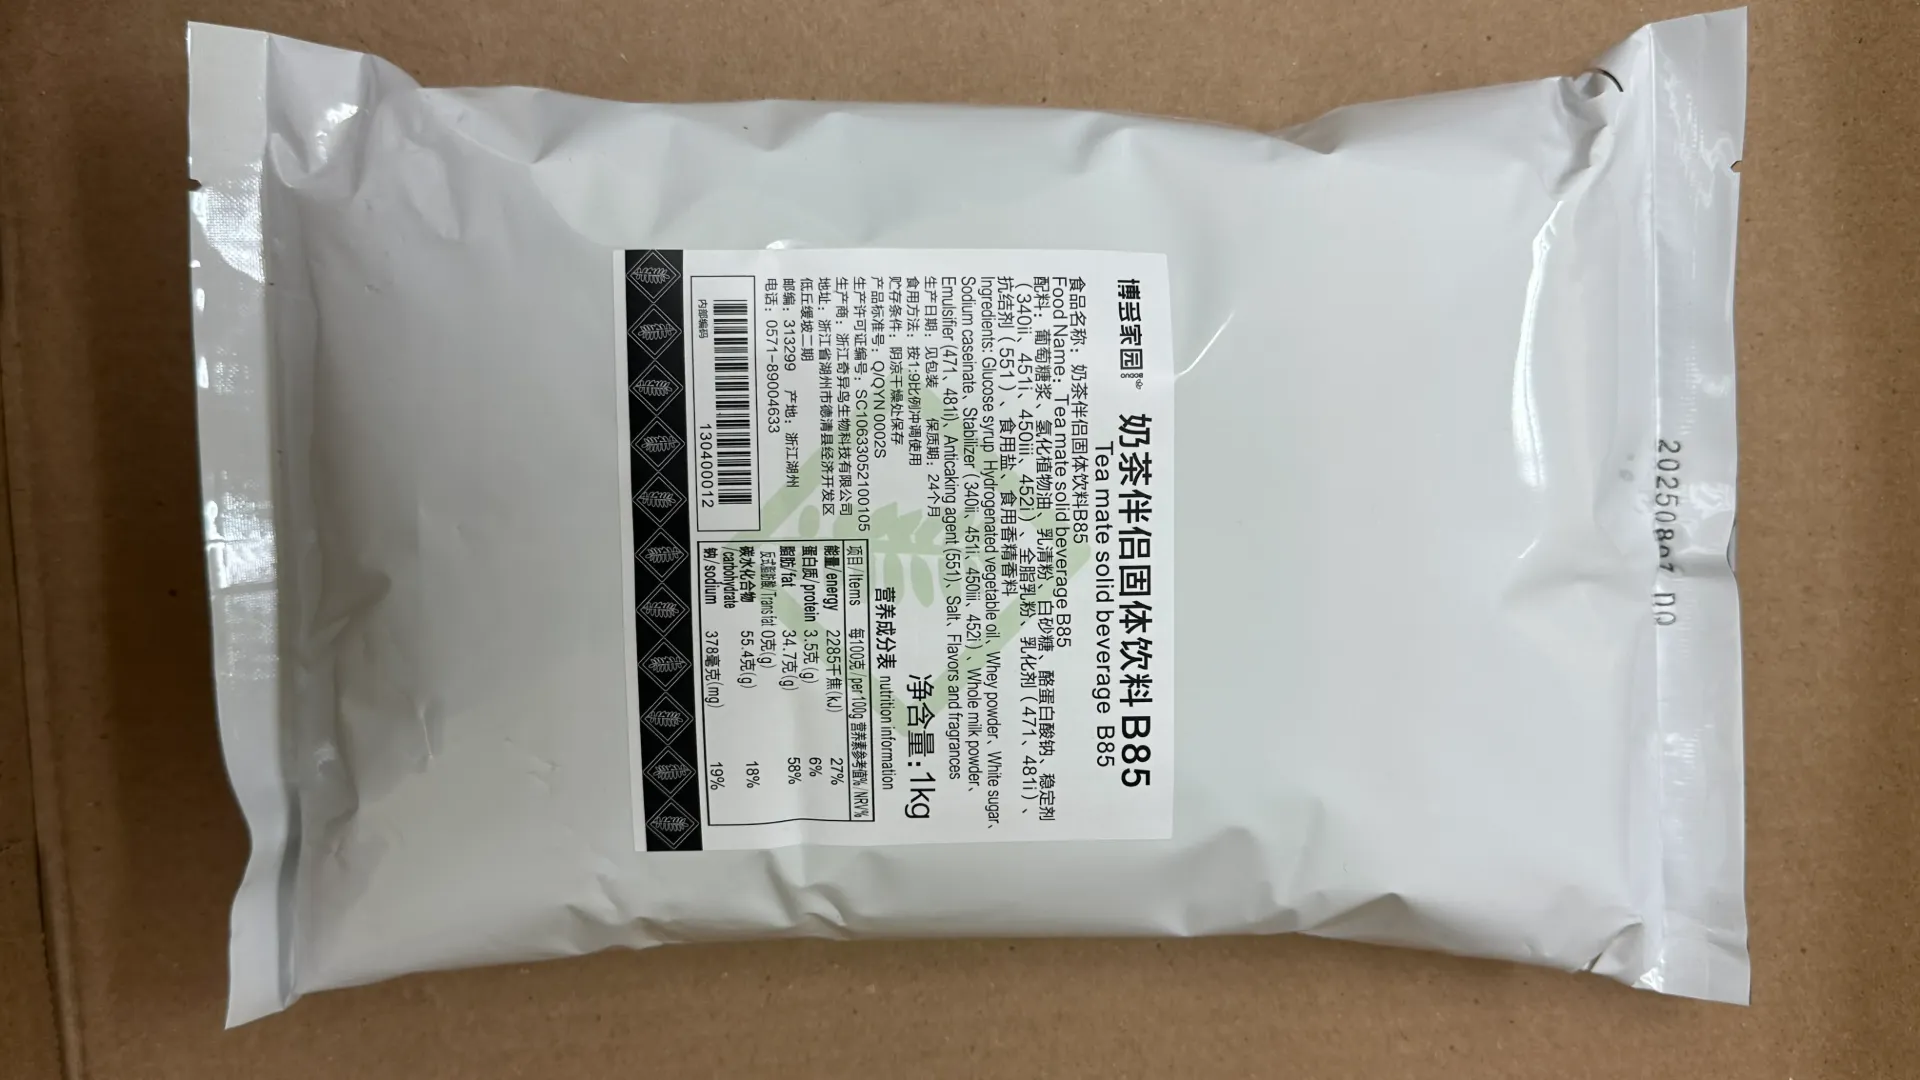 博多家园
奶茶伴侣固体饮料B85
Tea mate solid beverage B85
食品名称：奶茶伴侣固体饮料B85
Food Name：Tea mate solid beverage B85
配料：葡萄糖浆、氢化植物油、乳清粉、白砂糖、酪蛋白酸钠、稳定剂
（340ii、451i、450iii、452i）、全脂乳粉、乳化剂（471、481i）、
抗结剂（551）、食用盐、食用香精香料
Ingredients: Glucose syrup、Hydrogenated vegetable oil、Whey powder、White sugar、
Sodium caseinate、Stabilizer（340ii、451i、450iii、452i）、Whole milk powder、
Emulsifier (471、481i)、Anticaking agent (551)、Salt、Flavors and fragrances
生产日期：见包装 保质期：24个月
食用方法：按1:9比例冲调使用
贮存条件：阴凉干燥处保存
产品标准号：Q/QYN 0002S
生产许可证编号：SC10633052100105
生产商：浙江奇异鸟生物科技有限公司
地址：浙江省湖州市德清县经济开发区
低丘缓坡二期
邮编：313299 产地：浙江湖州
电话：0571-89004633
净含量：1kg
营养成分表 nutrition information
项目/Items 每100克/per100g 营养素参考值%/NRV%
能量/energy 2285千焦(kJ) 27%
蛋白质/protein 3.5克(g) 6%
脂肪/fat 34.7克(g) 58%
反式脂肪酸/Trans fat 0克(g)
碳水化合物 55.4克(g) 18%
/carbohydrate
钠/sodium 378毫克(mg) 19%
内部编码
130400012